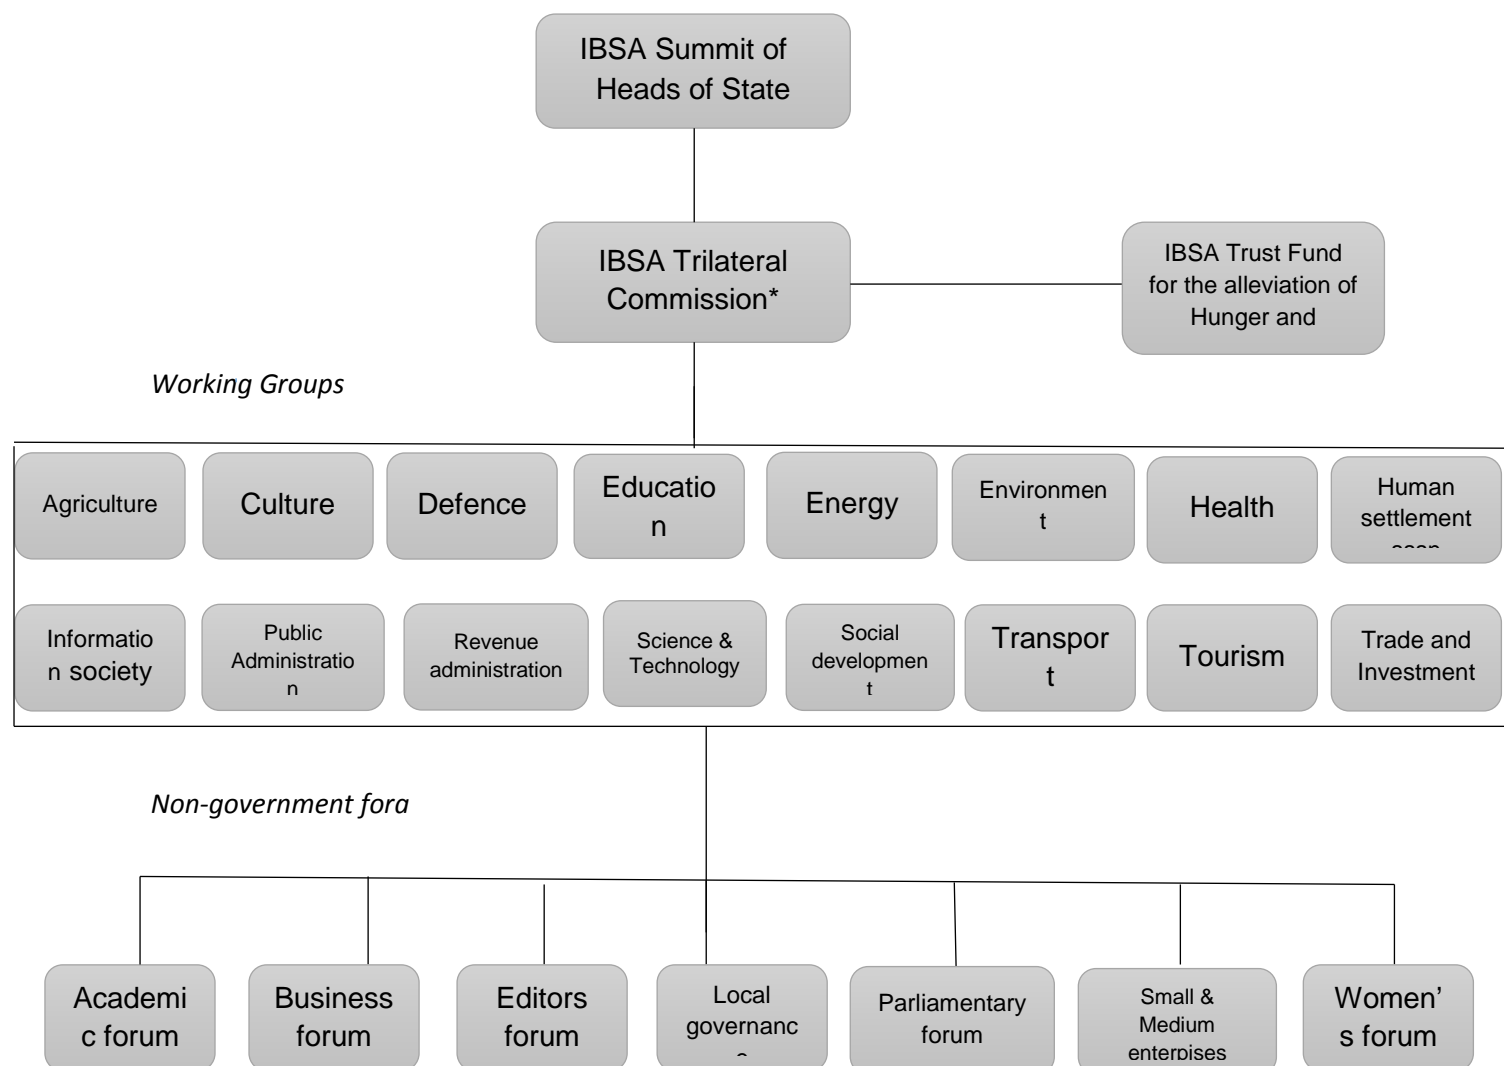 IBSA Summit of
Heads of State
IBSA Trilateral
Commission*
IBSA Trust Fund
for the alleviation of
Hunger and
Working Groups
Agriculture
Culture
Defence
Educatio
n
Energy
Environmen
t
Health
Human
settlement
Informatio
n society
Public
Administratio
n
Revenue
administration
Science &
Technology
Social
developmen
t
Transpor
t
Tourism
Trade and
Investment
Non-government fora
Academi
c forum
Business
forum
Editors
forum
Local
governanc
Parliamentary
forum
Small &
Medium
enterpises
Women’
s forum